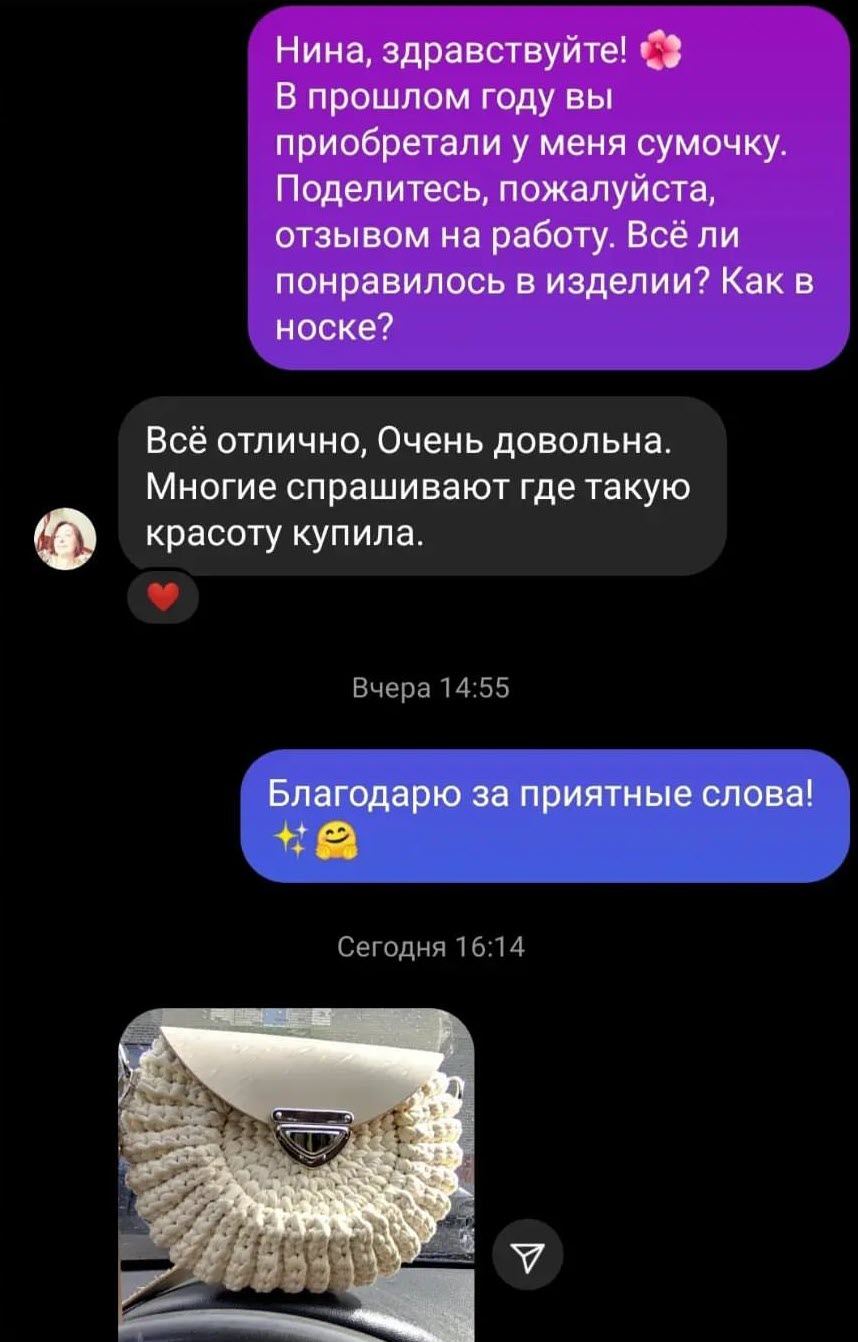 Нина, здравствуйте! 🌺
В прошлом году вы
приобретали у меня сумочку.
Поделитесь, пожалуйста,
отзывом на работу. Всё ли
понравилось в изделии? Как в
носке?
Всё отлично, Очень довольна.
Многие спрашивают где такую
красоту купила.
❤️
Вчера 14:55
Благодарю за приятные слова!
✨🤗
Сегодня 16:14